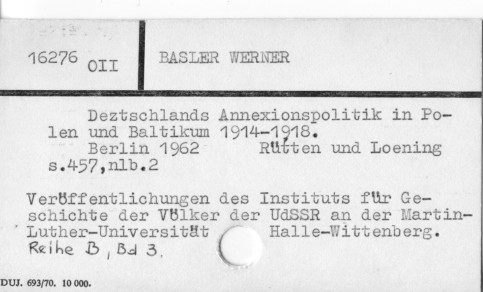 16276 OII
BASLER WERNER
Deztschlands Annexionspolitik in Po-
len und Baltikum 1914-1918.
Berlin 1962 Rütten und Loening
s.457,nlb.2
Veröffentlichungen des Instituts für Ge-
schichte der Völker der UdSSR an der Martin-
Luther-Universität Halle-Wittenberg.
Reihe B, Bd 3.
DUJ. 693/70. 10 000.